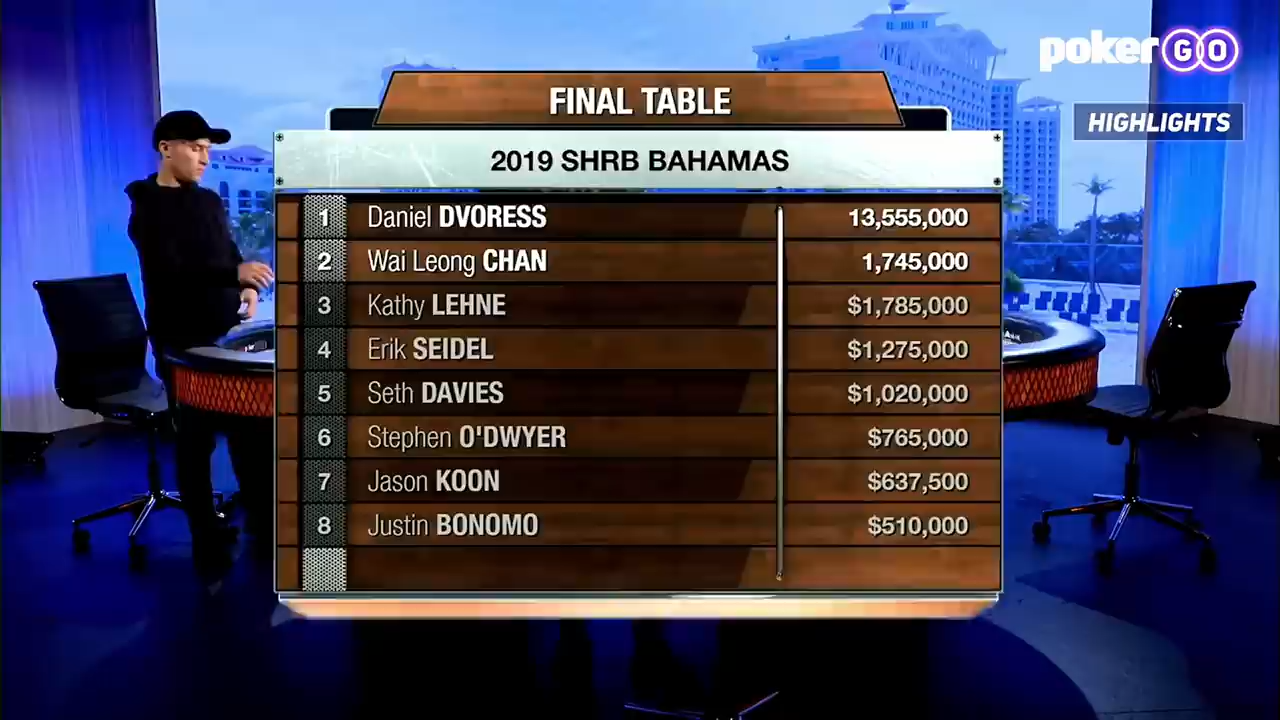 poker GO
HIGHLIGHTS
FINAL TABLE
2019 SHRB BAHAMAS
1 Daniel DVORESS 13,555,000
2 Wai Leong CHAN 1,745,000
3 Kathy LEHNE $1,785,000
4 Erik SEIDEL $1,275,000
5 Seth DAVIES $1,020,000
6 Stephen O'DWYER $765,000
7 Jason KOON $637,500
8 Justin BONOMO $510,000